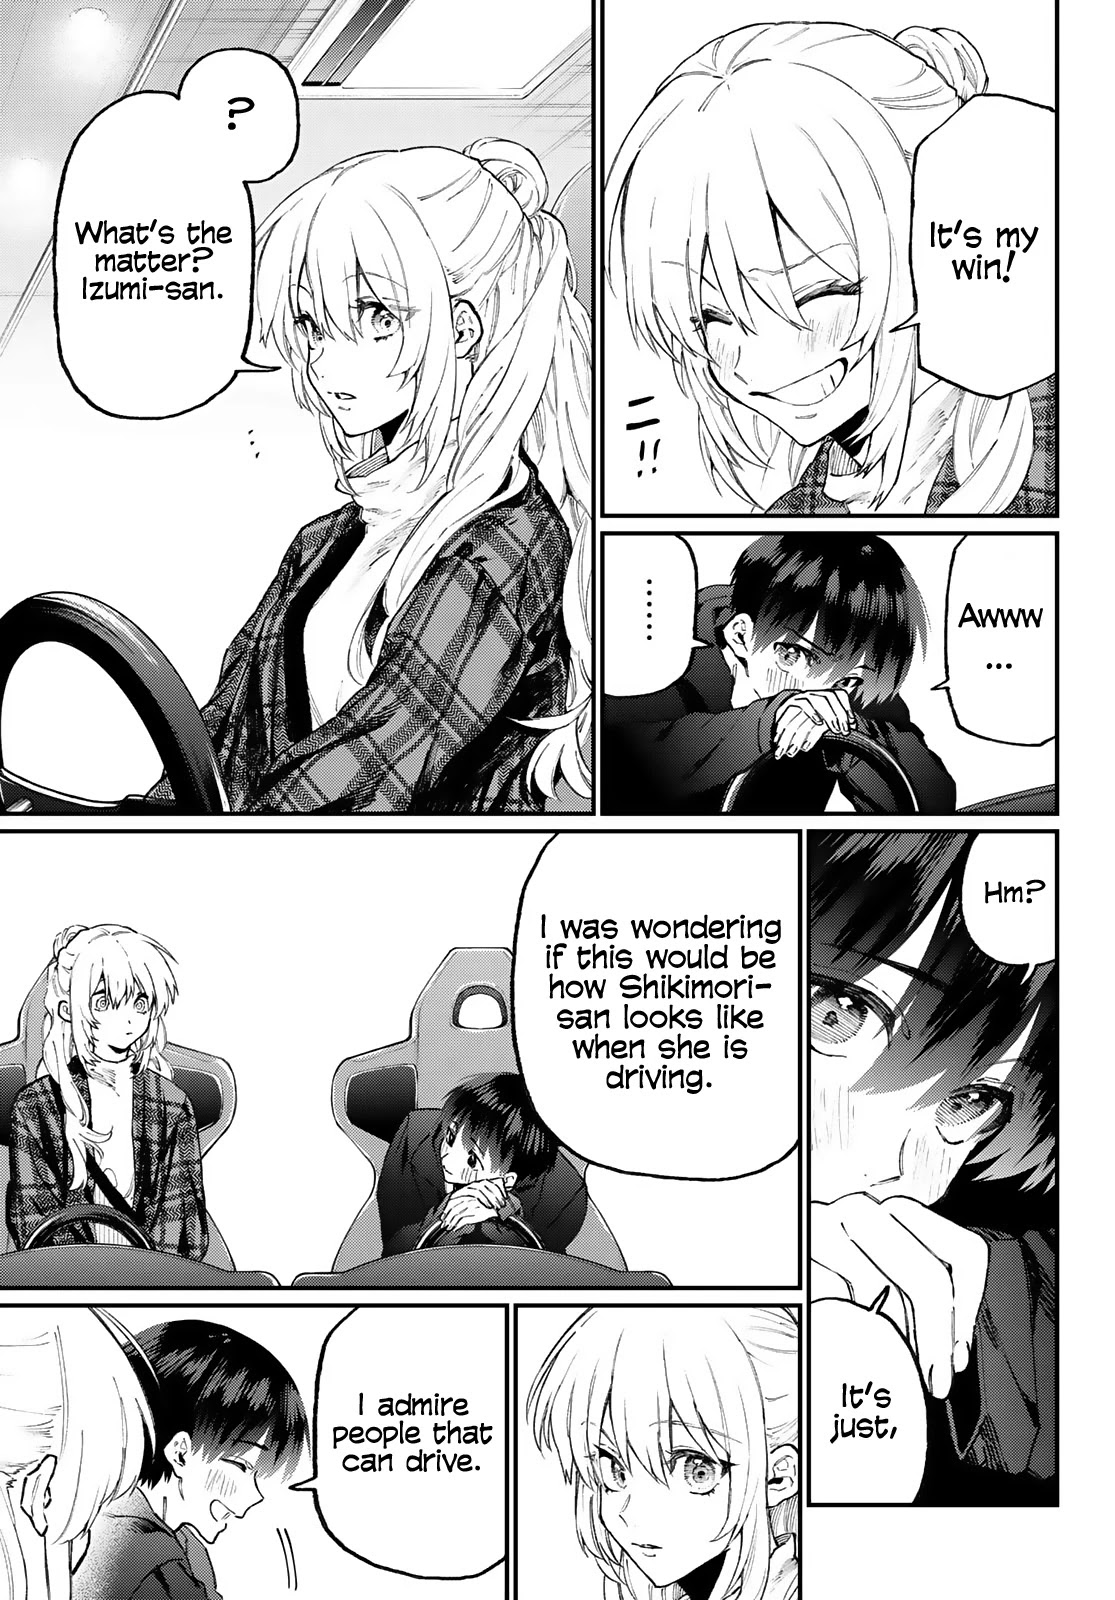 It's my
win!
ニ
!!
?
What's the
matter?
Izumi-san.
Awww
...
......
Hm?
It's
just,
I was wondering
if this would be
how Shikimori-
san looks like
when she is
driving.
I admire
people that
can drive.